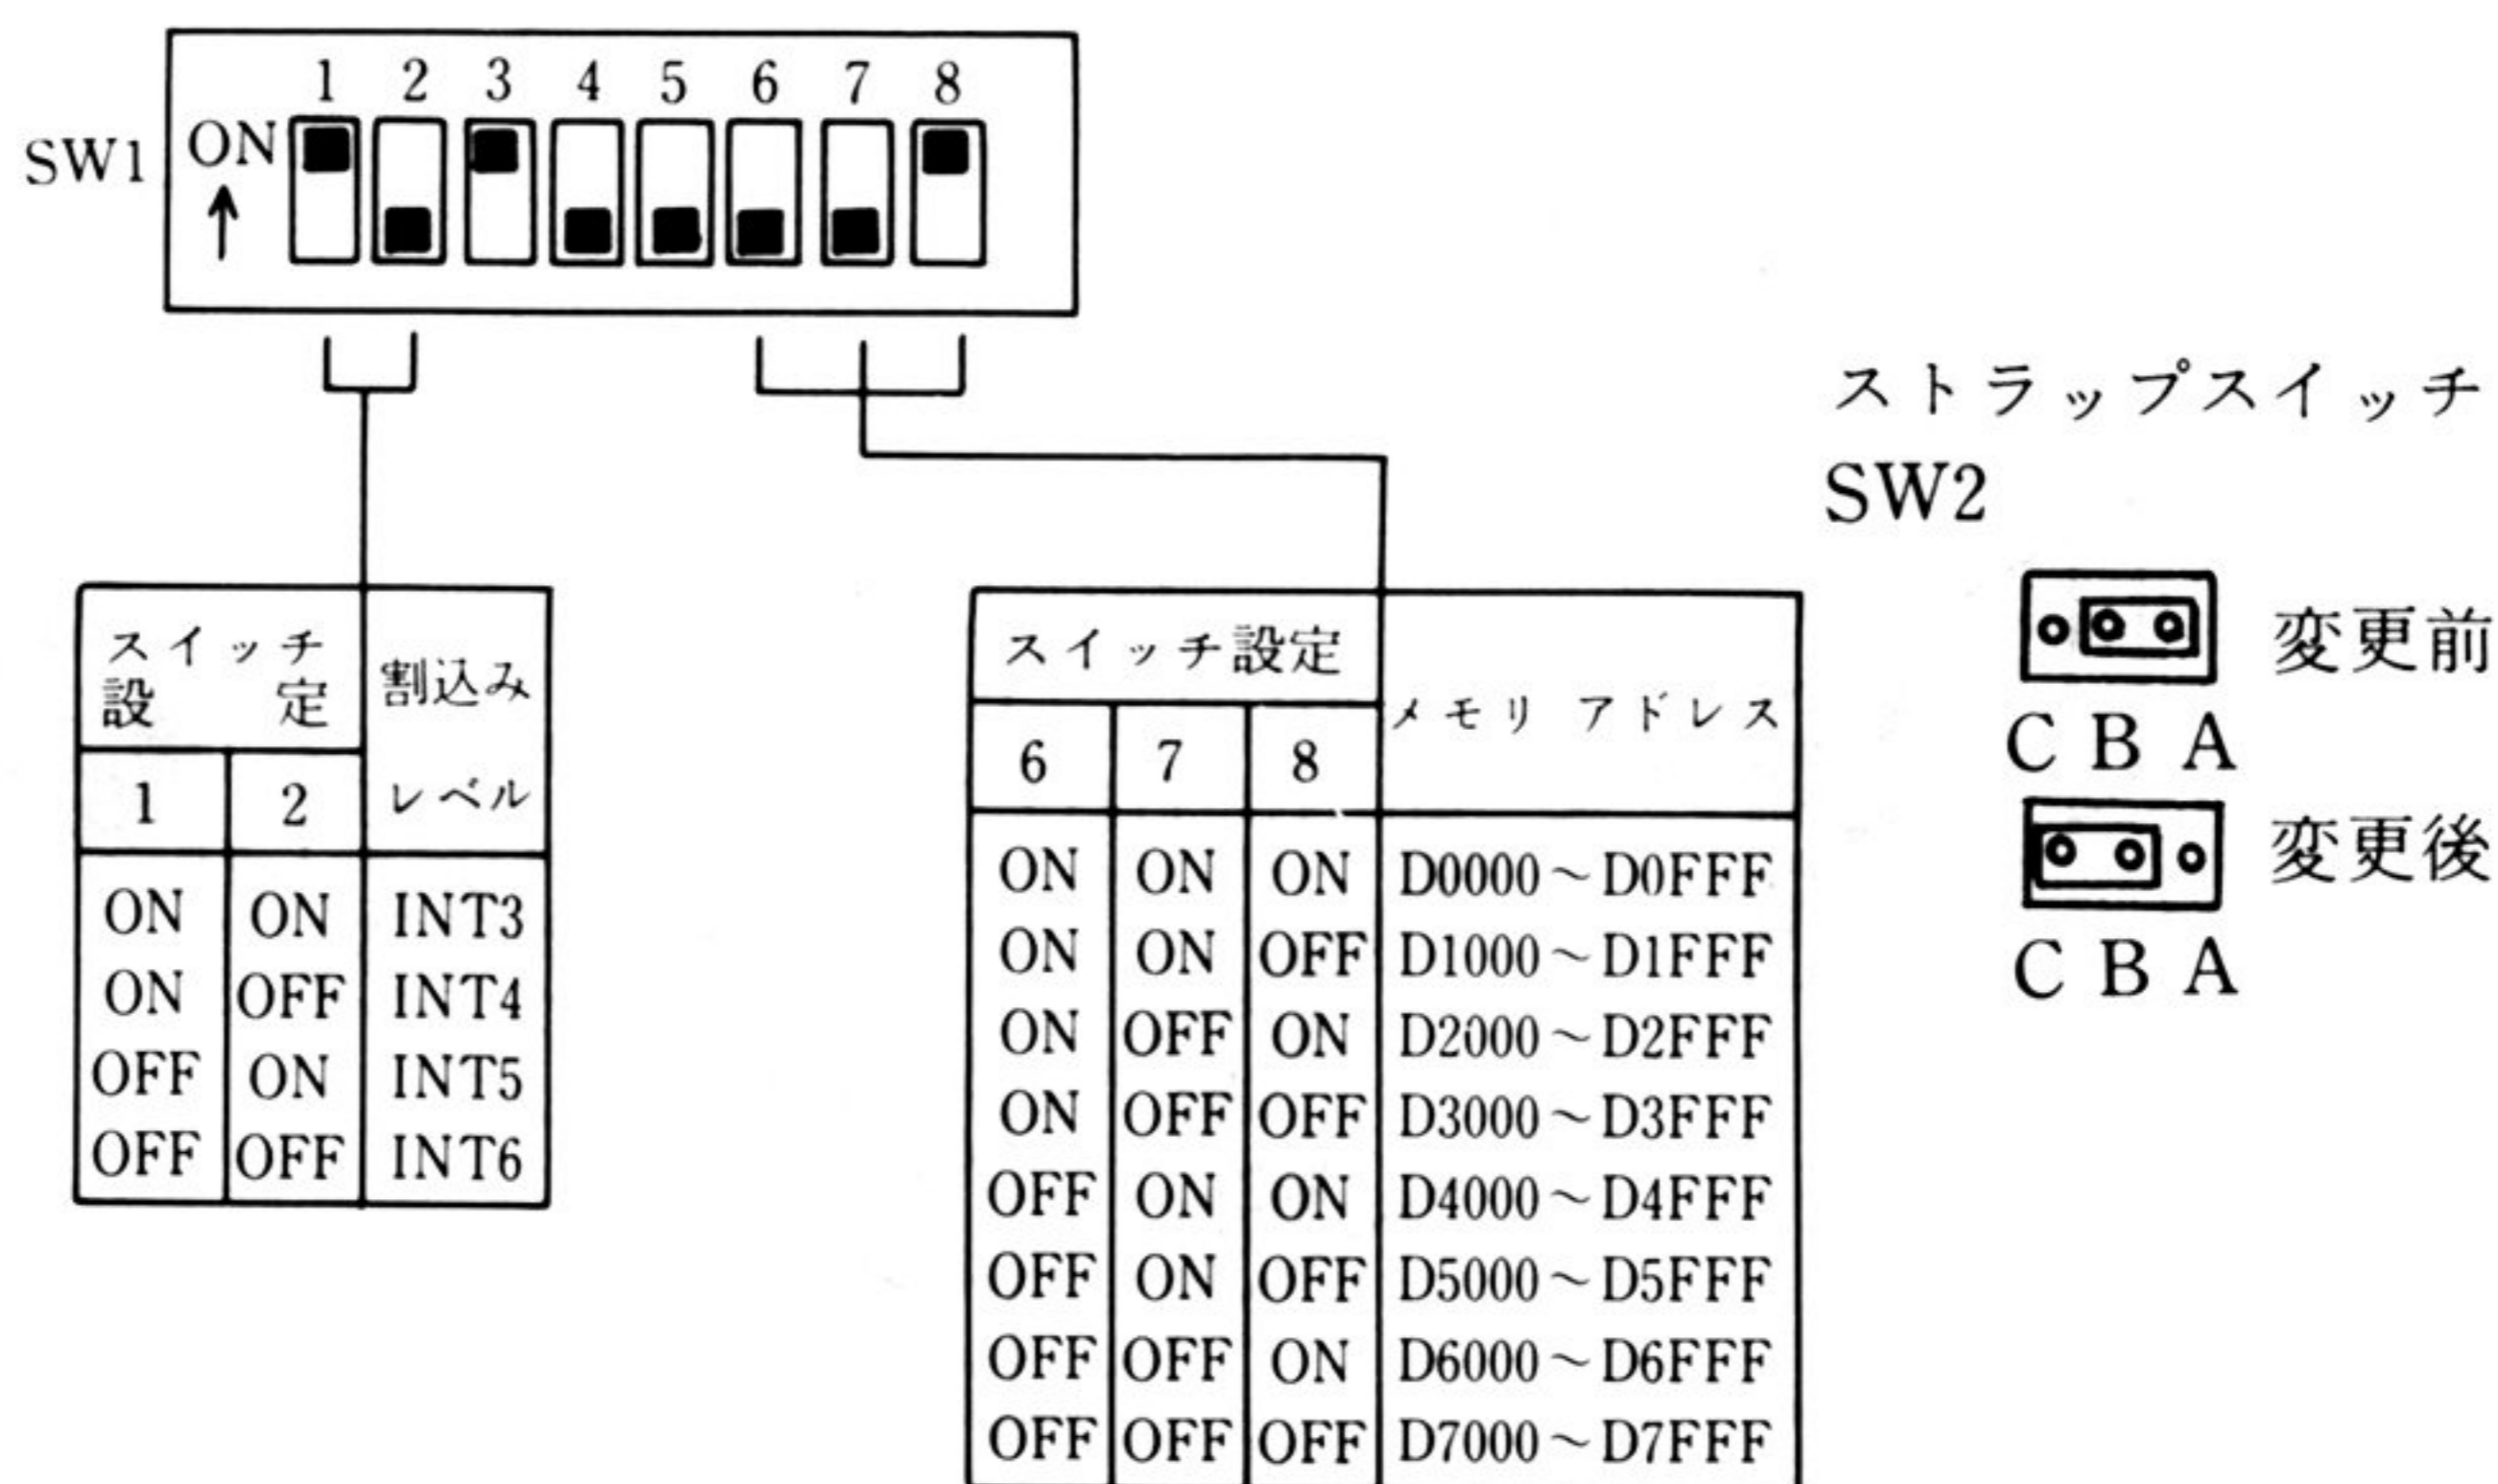 1 2 3 4 5 6 7 8
SW1 ON
ストラップスイッチ
SW2
変更前
C B A
変更後
C B A
スイッチ
設定
割込み
レベル
1 2
ON ON INT3
ON OFF INT4
OFF ON INT5
OFF OFF INT6
スイッチ設定
メモリ アドレス
6 7 8
ON ON ON D0000～D0FFF
ON ON OFF D1000～D1FFF
ON OFF ON D2000～D2FFF
ON OFF OFF D3000～D3FFF
OFF ON ON D4000～D4FFF
OFF ON OFF D5000～D5FFF
OFF OFF ON D6000～D6FFF
OFF OFF OFF D7000～D7FFF